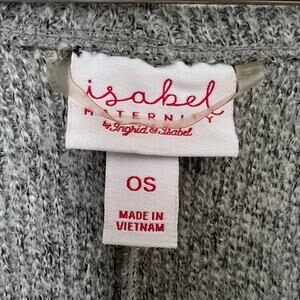 isabel
MATERNITY
by Ingrid & Isabel
OS
MADE IN
VIETNAM